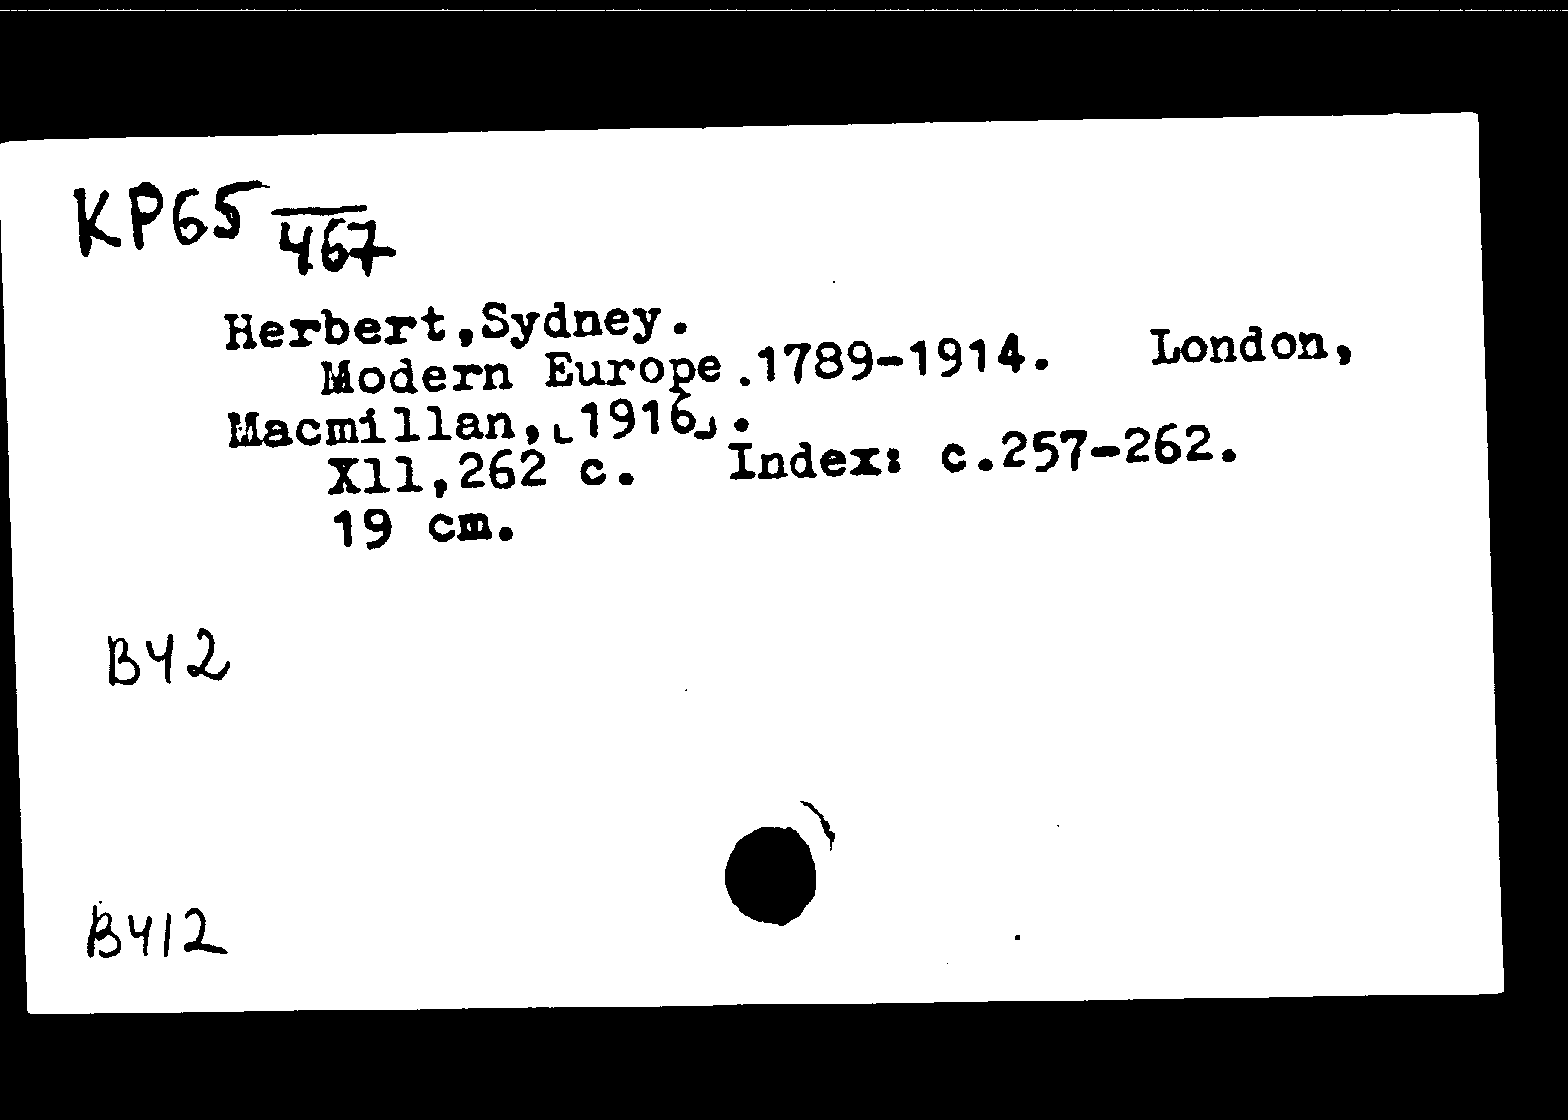 KP65 467
Herbert,Sydney.
Modern Europe.1789-1914. London,
Macmillan,[1916].
X11,262 c. Index: c.257-262.
19 cm.
B42
B412